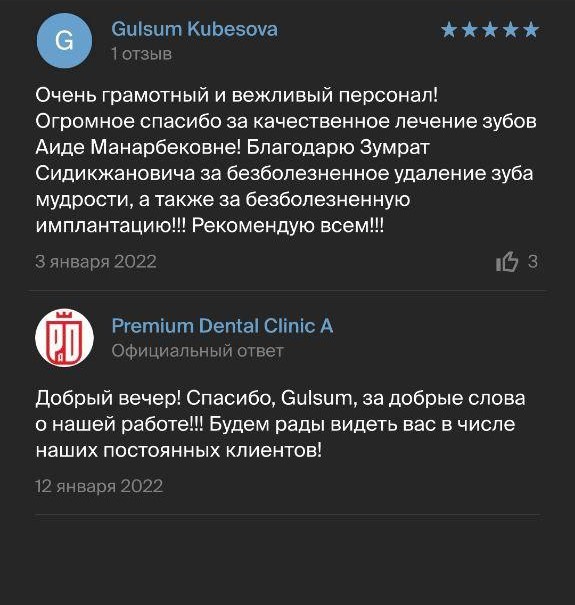 G
Gulsum Kubesova
1 отзыв
Очень грамотный и вежливый персонал!
Огромное спасибо за качественное лечение зубов
Аиде Манарбековне! Благодарю Зумрат
Сидикжановича за безболезненное удаление зуба
мудрости, а также за безболезненную
имплантацию!!! Рекомендую всем!!!
3 января 2022
3
PD
Premium Dental Clinic A
Официальный ответ
Добрый вечер! Спасибо, Gulsum, за добрые слова
о нашей работе!!! Будем рады видеть вас в числе
наших постоянных клиентов!
12 января 2022